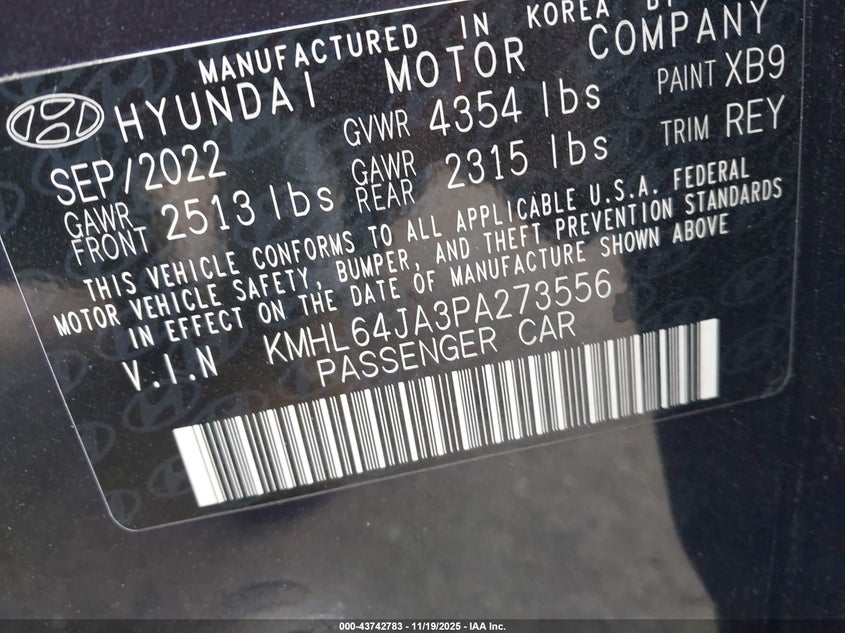 MANUFACTURED IN KOREA BY
HYUNDAI MOTOR COMPANY
SEP/2022 GVWR 4354 lbs PAINT XB9
GAWR FRONT 2513 lbs GAWR REAR 2315 lbs TRIM REY
THIS VEHICLE CONFORMS TO ALL APPLICABLE U.S.A. FEDERAL
MOTOR VEHICLE SAFETY, BUMPER, AND THEFT PREVENTION STANDARDS
IN EFFECT ON THE DATE OF MANUFACTURE SHOWN ABOVE
V.I.N KMHL64JA3PA273556
PASSENGER CAR
000-43742783 - 11/19/2025 - IAA Inc.